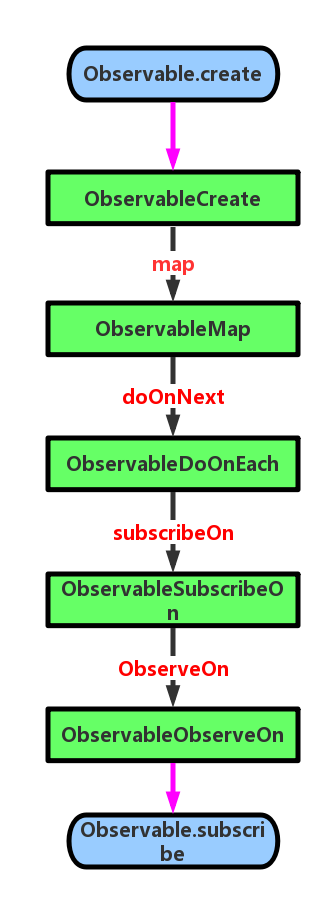 Observable.create
ObservableCreate
map
ObservableMap
doOnNext
ObservableDoOnEach
subscribeOn
ObservableSubscribeO
n
ObserveOn
ObservableObserveOn
Observable.subscri
be